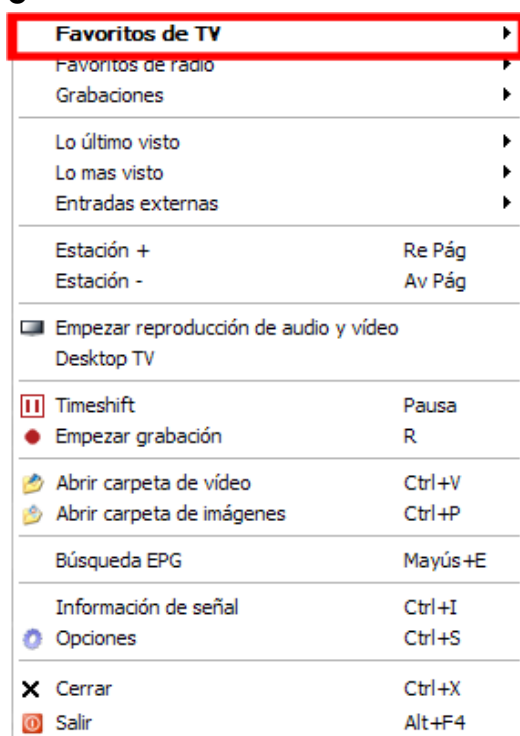 Favoritos de TV
Favoritos de radio
Grabaciones
Lo último visto
Lo mas visto
Entradas externas
Estación + Re Pág
Estación - Av Pág
Empezar reproducción de audio y vídeo
Desktop TV
Timeshift Pausa
Empezar grabación R
Abrir carpeta de vídeo Ctrl+V
Abrir carpeta de imágenes Ctrl+P
Búsqueda EPG Mayús+E
Información de señal Ctrl+I
Opciones Ctrl+S
Cerrar Ctrl+X
Salir Alt+F4